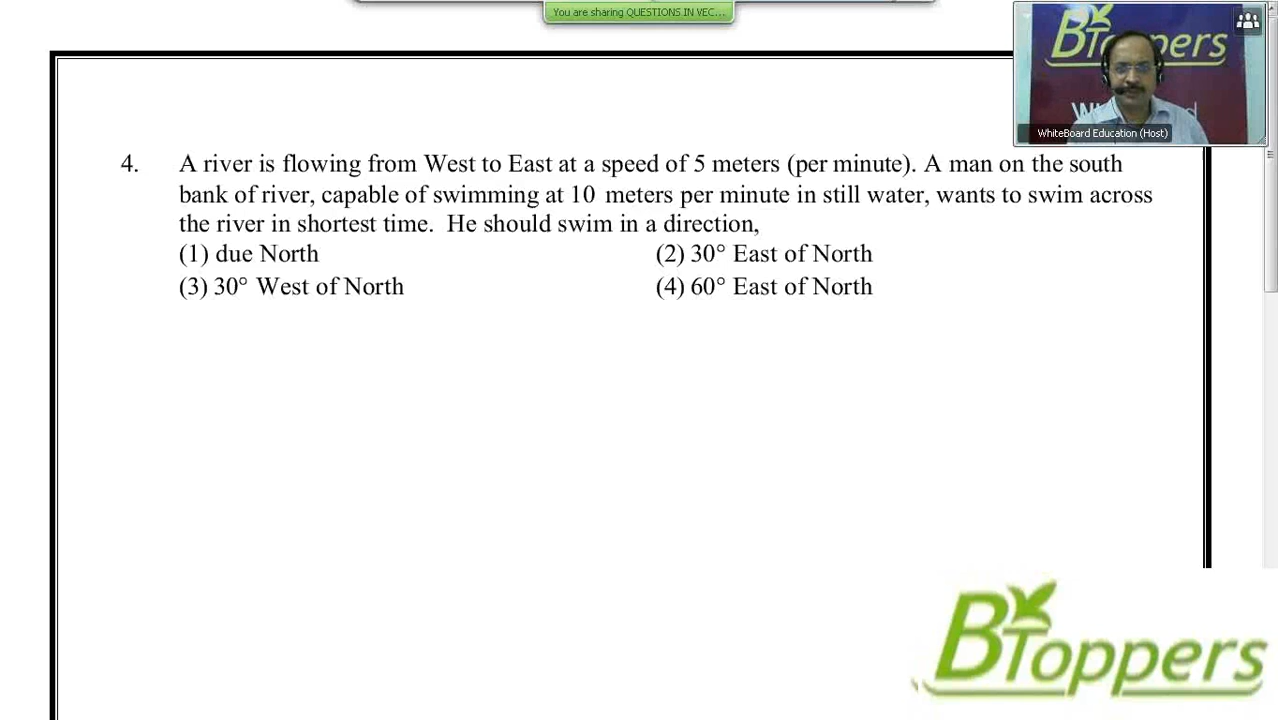 You are sharing QUESTIONS IN VEC...
BToppers
WhiteBoard Education (Host)
4. A river is flowing from West to East at a speed of 5 meters (per minute). A man on the south
bank of river, capable of swimming at 10 meters per minute in still water, wants to swim across
the river in shortest time. He should swim in a direction,
(1) due North (2) 30° East of North
(3) 30° West of North (4) 60° East of North
BToppers